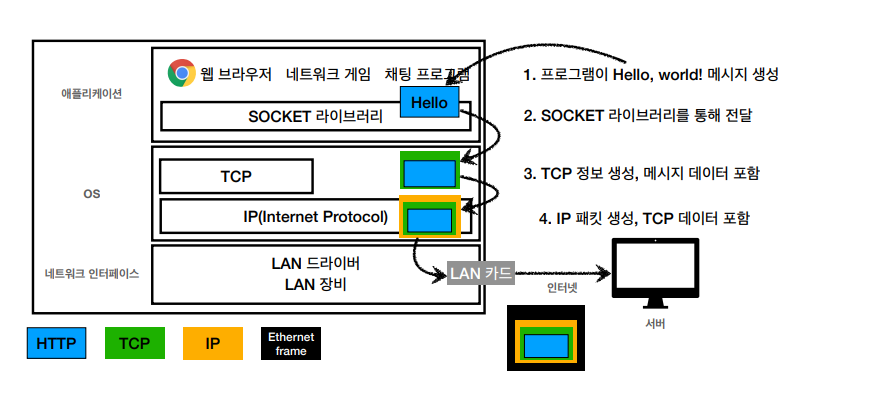 애플리케이션
웹 브라우저 네트워크 게임 채팅 프로그램
Hello
SOCKET 라이브러리
OS
TCP
IP(Internet Protocol)
네트워크 인터페이스
LAN 드라이버
LAN 장비
LAN 카드
1. 프로그램이 Hello, world! 메시지 생성
2. SOCKET 라이브러리를 통해 전달
3. TCP 정보 생성, 메시지 데이터 포함
4. IP 패킷 생성, TCP 데이터 포함
인터넷
서버
HTTP
TCP
IP
Ethernet
frame